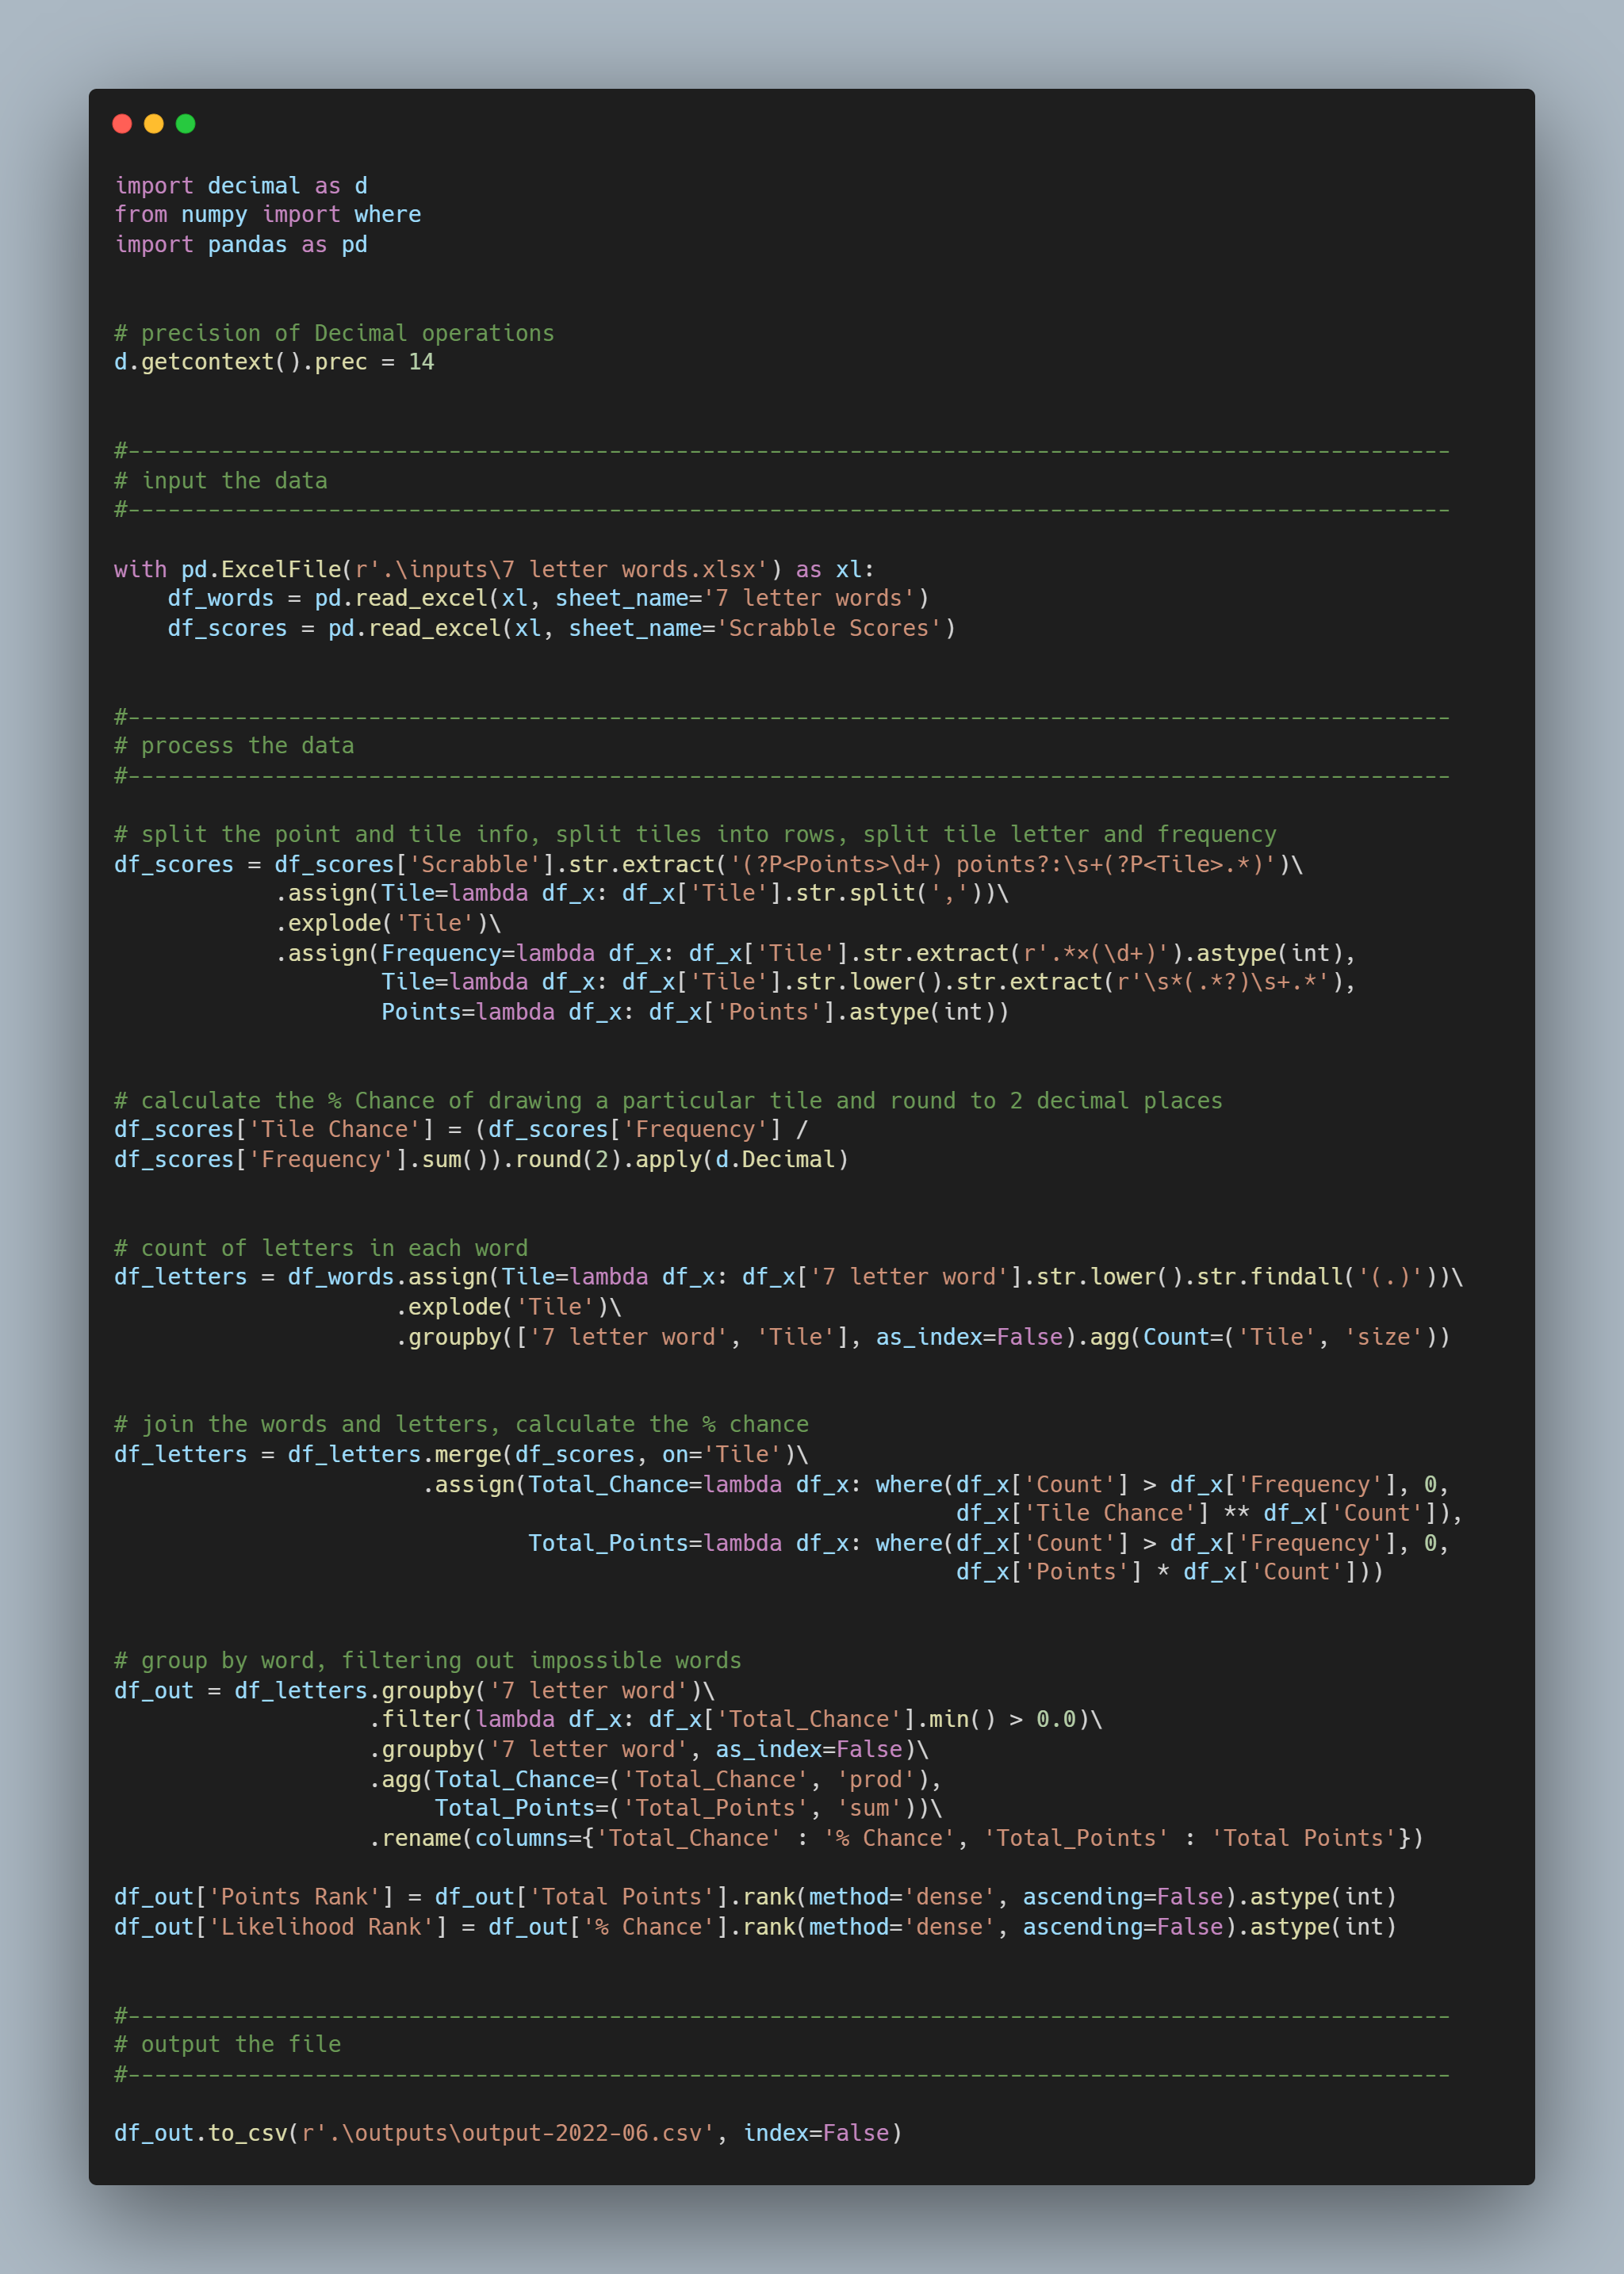 import decimal as d
from numpy import where
import pandas as pd
# precision of Decimal operations
d.getcontext().prec = 14
#---------------------------------------------------------------------------------------------------
# input the data
#---------------------------------------------------------------------------------------------------
with pd.ExcelFile(r'.\inputs\7 letter words.xlsx') as xl:
    df_words = pd.read_excel(xl, sheet_name='7 letter words')
    df_scores = pd.read_excel(xl, sheet_name='Scrabble Scores')
#---------------------------------------------------------------------------------------------------
# process the data
#---------------------------------------------------------------------------------------------------
# split the point and tile info, split tiles into rows, split tile letter and frequency
df_scores = df_scores['Scrabble'].str.extract('(?P<Points>\d+) points?:\s+(?P<Tile>.*)')\
            .assign(Tile=lambda df_x: df_x['Tile'].str.split(','))\
            .explode('Tile')\
            .assign(Frequency=lambda df_x: df_x['Tile'].str.extract(r'.*×(\d+)').astype(int),
                    Tile=lambda df_x: df_x['Tile'].str.lower().str.extract(r'\s*(.*?)\s+.*'),
                    Points=lambda df_x: df_x['Points'].astype(int))
# calculate the % Chance of drawing a particular tile and round to 2 decimal places
df_scores['Tile Chance'] = (df_scores['Frequency'] /
df_scores['Frequency'].sum()).round(2).apply(d.Decimal)
# count of letters in each word
df_letters = df_words.assign(Tile=lambda df_x: df_x['7 letter word'].str.lower().str.findall('(.)'))\
                     .explode('Tile')\
                     .groupby(['7 letter word', 'Tile'], as_index=False).agg(Count=('Tile', 'size'))
# join the words and letters, calculate the % chance
df_letters = df_letters.merge(df_scores, on='Tile')\
                       .assign(Total_Chance=lambda df_x: where(df_x['Count'] > df_x['Frequency'], 0,
                                                               df_x['Tile Chance'] ** df_x['Count']),
                               Total_Points=lambda df_x: where(df_x['Count'] > df_x['Frequency'], 0,
                                                               df_x['Points'] * df_x['Count']))
# group by word, filtering out impossible words
df_out = df_letters.groupby('7 letter word')\
                   .filter(lambda df_x: df_x['Total_Chance'].min() > 0.0)\
                   .groupby('7 letter word', as_index=False)\
                   .agg(Total_Chance=('Total_Chance', 'prod'),
                        Total_Points=('Total_Points', 'sum'))\
                   .rename(columns={'Total_Chance' : '% Chance', 'Total_Points' : 'Total Points'})
df_out['Points Rank'] = df_out['Total Points'].rank(method='dense', ascending=False).astype(int)
df_out['Likelihood Rank'] = df_out['% Chance'].rank(method='dense', ascending=False).astype(int)
#---------------------------------------------------------------------------------------------------
# output the file
#---------------------------------------------------------------------------------------------------
df_out.to_csv(r'.\outputs\output-2022-06.csv', index=False)